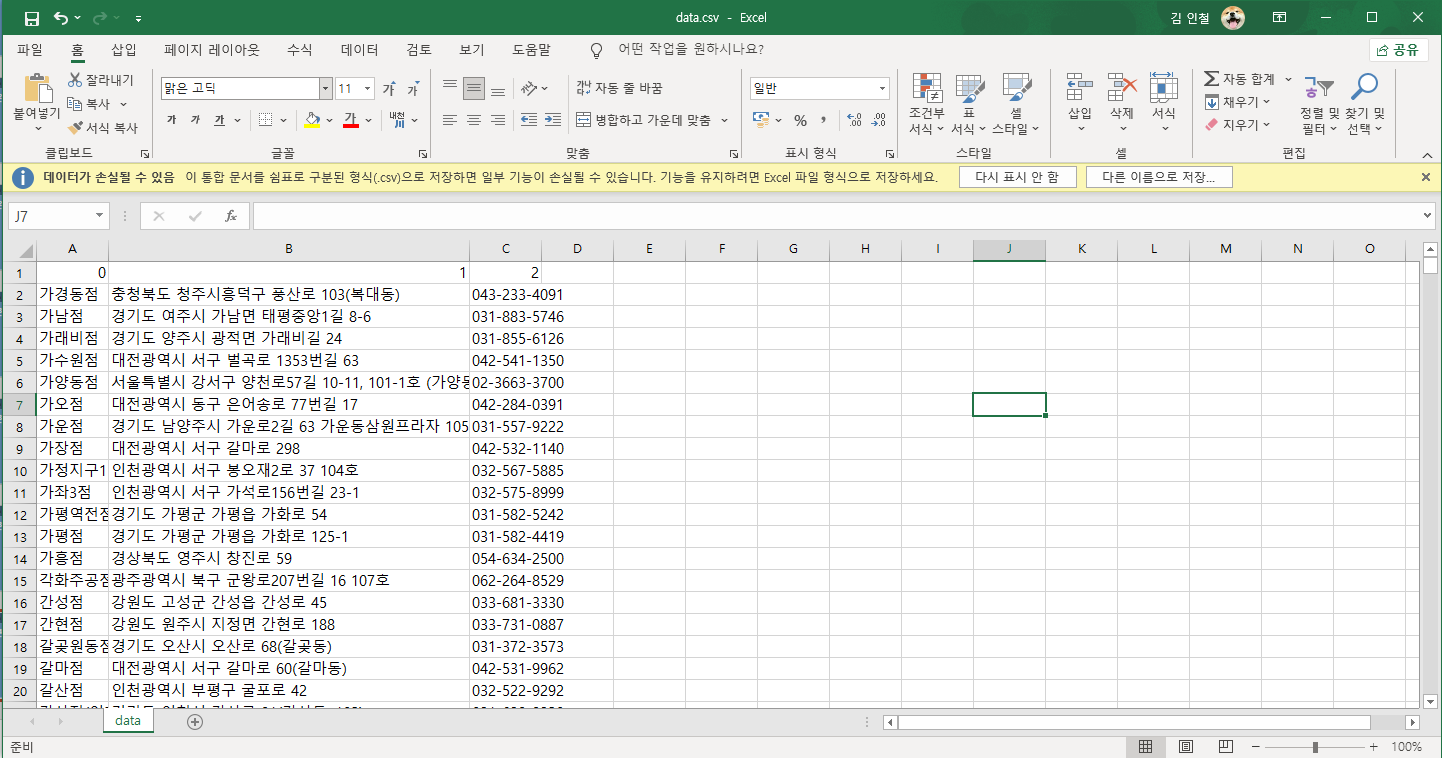 data.csv - Excel
김 인철
파일 홈 삽입 페이지 레이아웃 수식 데이터 검토 보기 도움말 어떤 작업을 원하시나요? 공유
붙여넣기 잘라내기 복사 서식 복사 클립보드
맑은 고딕 11 가 가 가 가 가 가 내천 글꼴
자동 줄 바꿈 병합하고 가운데 맞춤 맞춤
일반 % , 표시 형식
조건부 서식 표 서식 셀 스타일 스타일
삽입 삭제 서식 셀
자동 합계 채우기 지우기 정렬 및 필터 찾기 및 선택 편집
데이터가 손실될 수 있음 이 통합 문서를 쉼표로 구분된 형식(.csv)으로 저장하면 일부 기능이 손실될 수 있습니다. 기능을 유지하려면 Excel 파일 형식으로 저장하세요. 다시 표시 안 함 다른 이름으로 저장...
J7 fx
A B C D E F G H I J K L M N O
1 0 1 2
2 가경동점 충청북도 청주시흥덕구 풍산로 103(복대동) 043-233-4091
3 가남점 경기도 여주시 가남면 태평중앙1길 8-6 031-883-5746
4 가래비점 경기도 양주시 광적면 가래비길 24 031-855-6126
5 가수원점 대전광역시 서구 벌곡로 1353번길 63 042-541-1350
6 가양동점 서울특별시 강서구 양천로57길 10-11, 101-1호 (가양동 02-3663-3700
7 가오점 대전광역시 동구 은어송로 77번길 17 042-284-0391
8 가운점 경기도 남양주시 가운로2길 63 가운동삼원프라자 105 031-557-9222
9 가장점 대전광역시 서구 갈마로 298 042-532-1140
10 가정지구1 인천광역시 서구 봉오재2로 37 104호 032-567-5885
11 가좌3점 인천광역시 서구 가석로156번길 23-1 032-575-8999
12 가평역전점 경기도 가평군 가평읍 가화로 54 031-582-5242
13 가평점 경기도 가평군 가평읍 가화로 125-1 031-582-4419
14 가흥점 경상북도 영주시 창진로 59 054-634-2500
15 각화주공점 광주광역시 북구 군왕로207번길 16 107호 062-264-8529
16 간성점 강원도 고성군 간성읍 간성로 45 033-681-3330
17 간현점 강원도 원주시 지정면 간현로 188 033-731-0887
18 갈곶원동점 경기도 오산시 오산로 68(갈곶동) 031-372-3573
19 갈마점 대전광역시 서구 갈마로 60(갈마동) 042-531-9962
20 갈산점 인천광역시 부평구 굴포로 42 032-522-9292
data
준비 100%